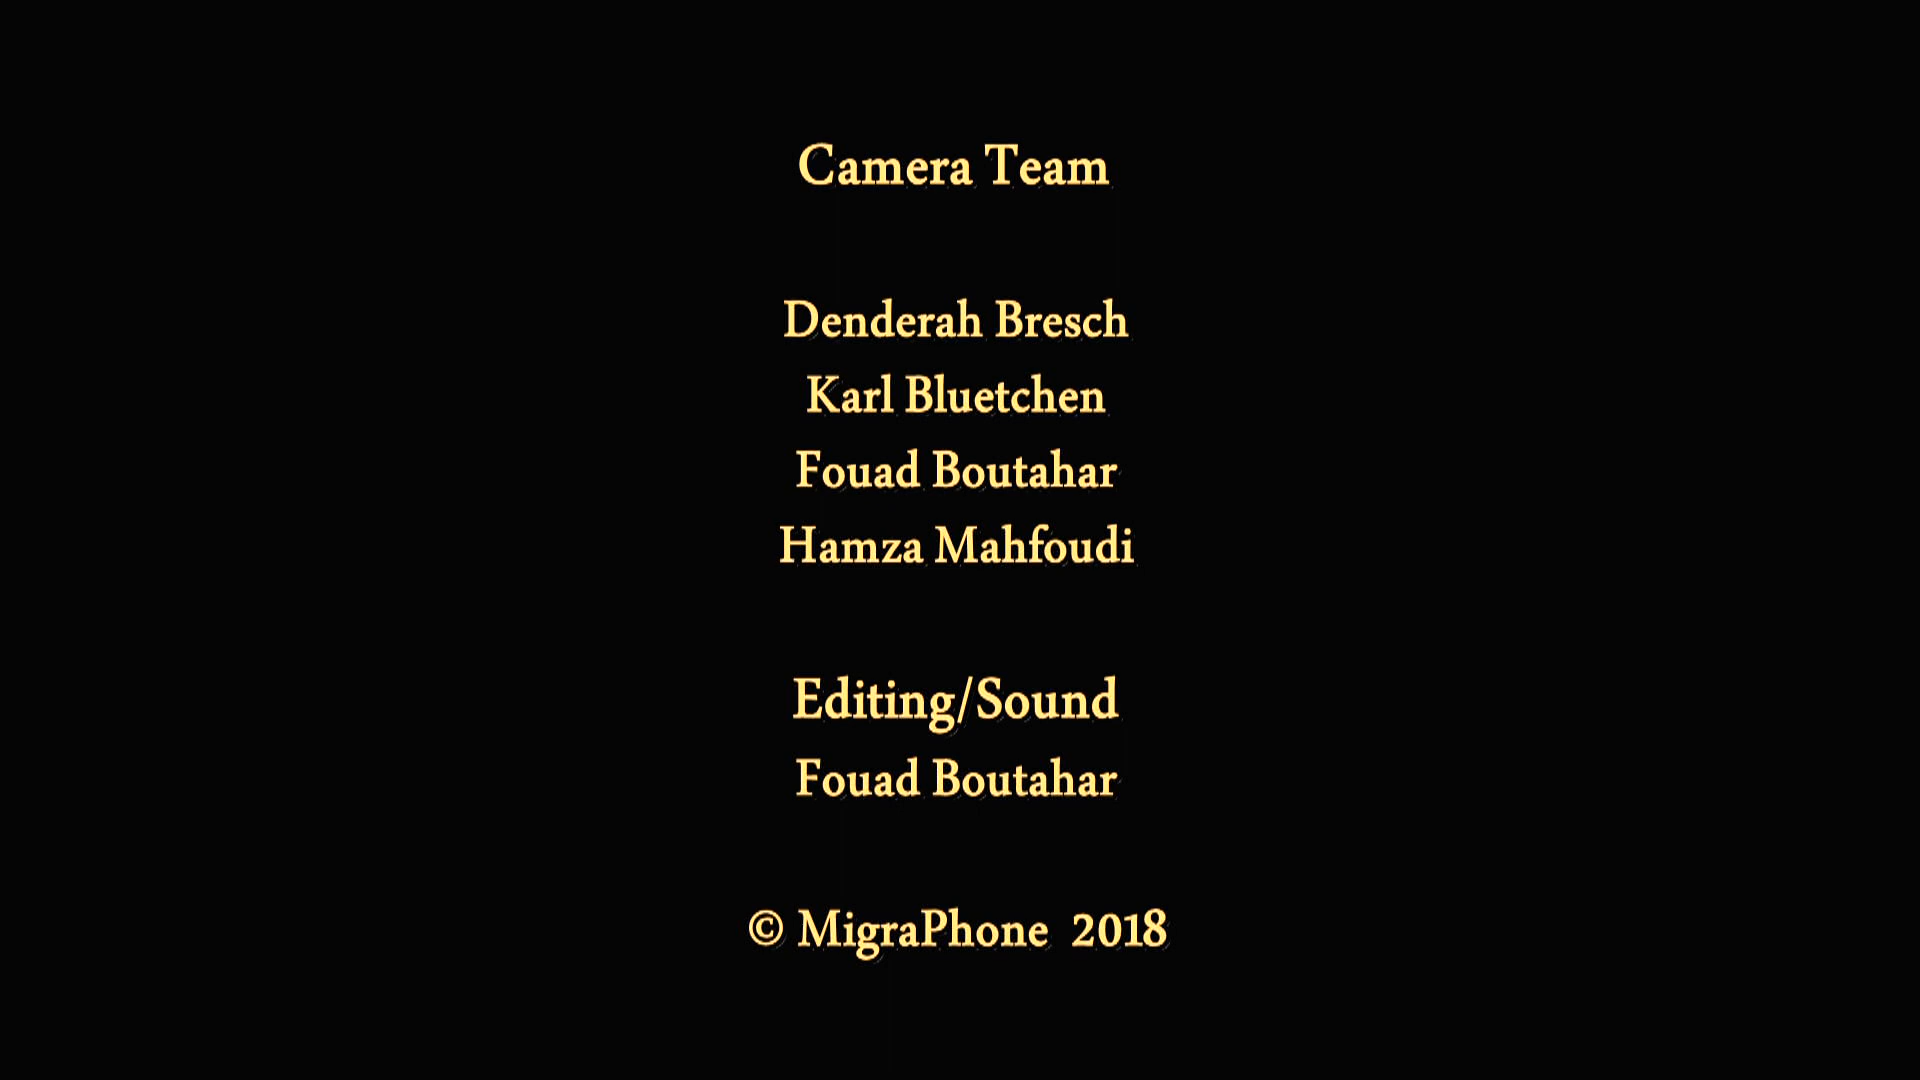 Camera Team
Denderah Bresch
Karl Bluetchen
Fouad Boutahar
Hamza Mahfoudi
Editing/Sound
Fouad Boutahar
© MigraPhone 2018